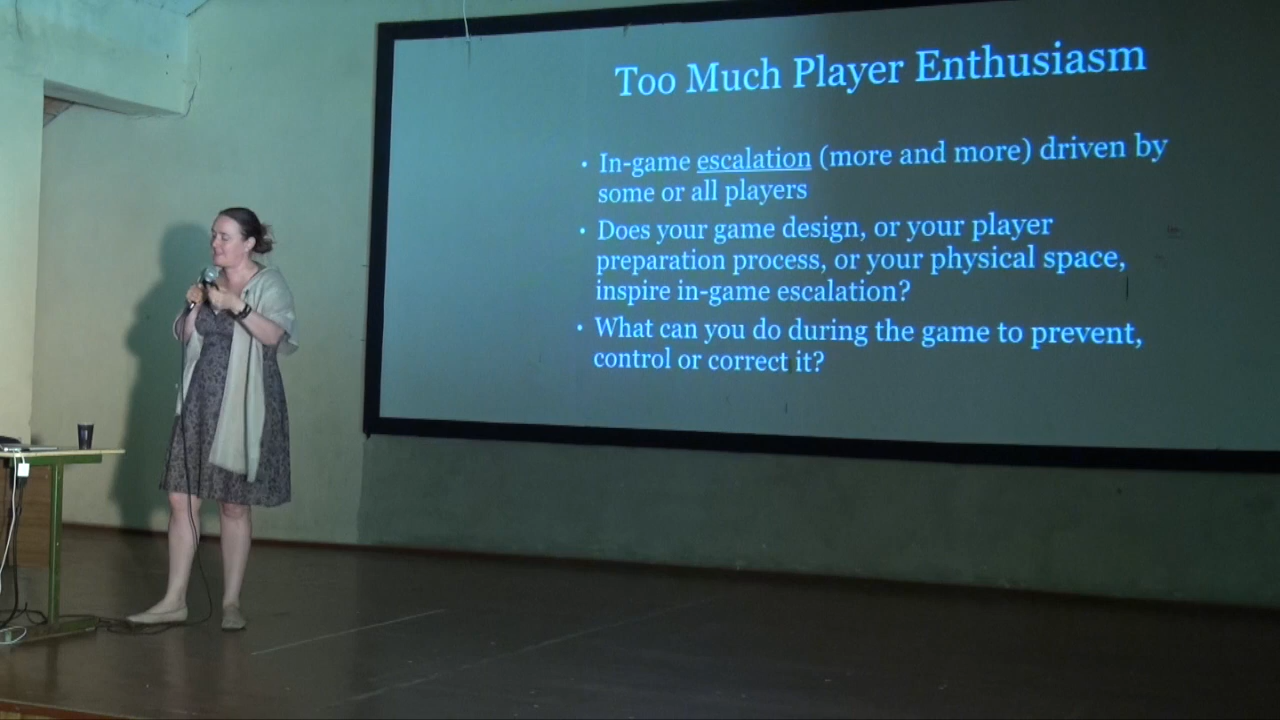 Too Much Player Enthusiasm
• In-game escalation (more and more) driven by
some or all players
• Does your game design, or your player
preparation process, or your physical space,
inspire in-game escalation?
• What can you do during the game to prevent,
control or correct it?